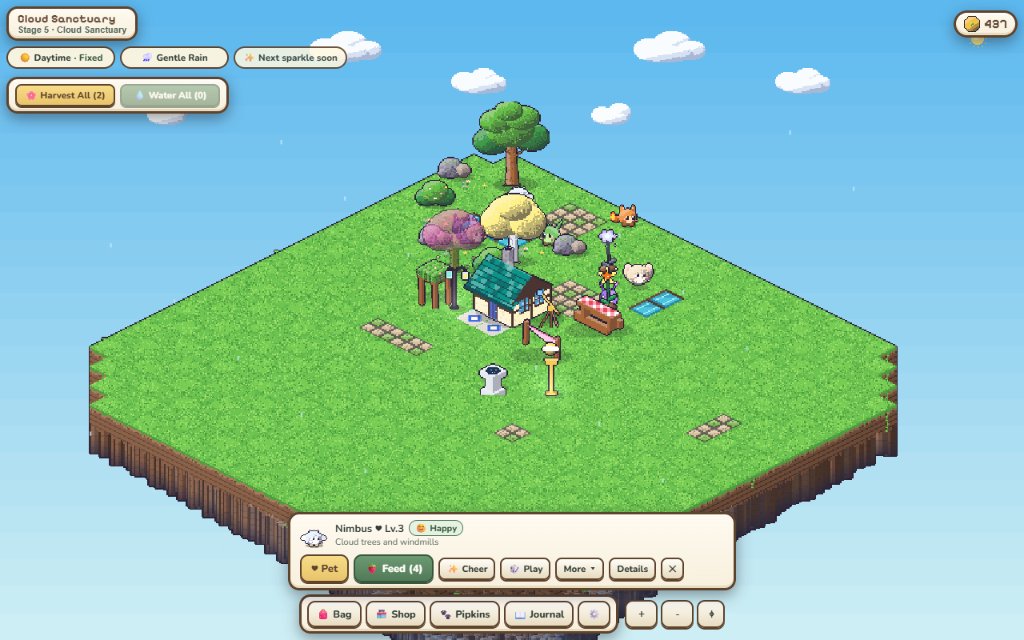 Cloud Sanctuary
Stage 5 · Cloud Sanctuary
437
Daytime · Fixed
Gentle Rain
Next sparkle soon
Harvest All (2)
Water All (0)
Nimbus ♥ Lv.3
Happy
Cloud trees and windmills
♥ Pet
Feed (4)
Cheer
Play
More
Details
×
Bag
Shop
Pipkins
Journal
+
-